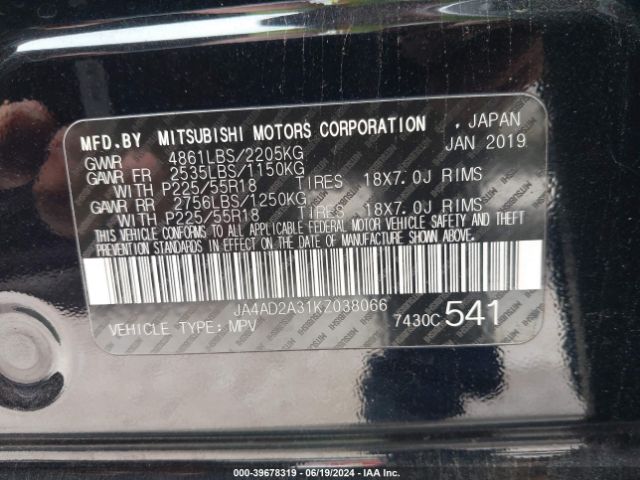 MFD.BY MITSUBISHI MOTORS CORPORATION , JAPAN
GVWR 4861LBS/2205KG JAN 2019
GAWR FR 2535LBS/1150KG
WITH P225/55R18 TIRES 18X7.0J RIMS
GAWR RR 2756LBS/1250KG
WITH P225/55R18 TIRES 18X7.0J RIMS
THIS VEHICLE CONFORMS TO ALL APPLICABLE FEDERAL MOTOR VEHICLE SAFETY AND THEFT
PREVENTION STANDARDS IN EFFECT ON THE DATE OF MANUFACTURE SHOWN ABOVE.
JA4AD2A31KZ038066
VEHICLE TYPE: MPV 7430C 541
000-39678319 | 06/19/2024 - IAA Inc.